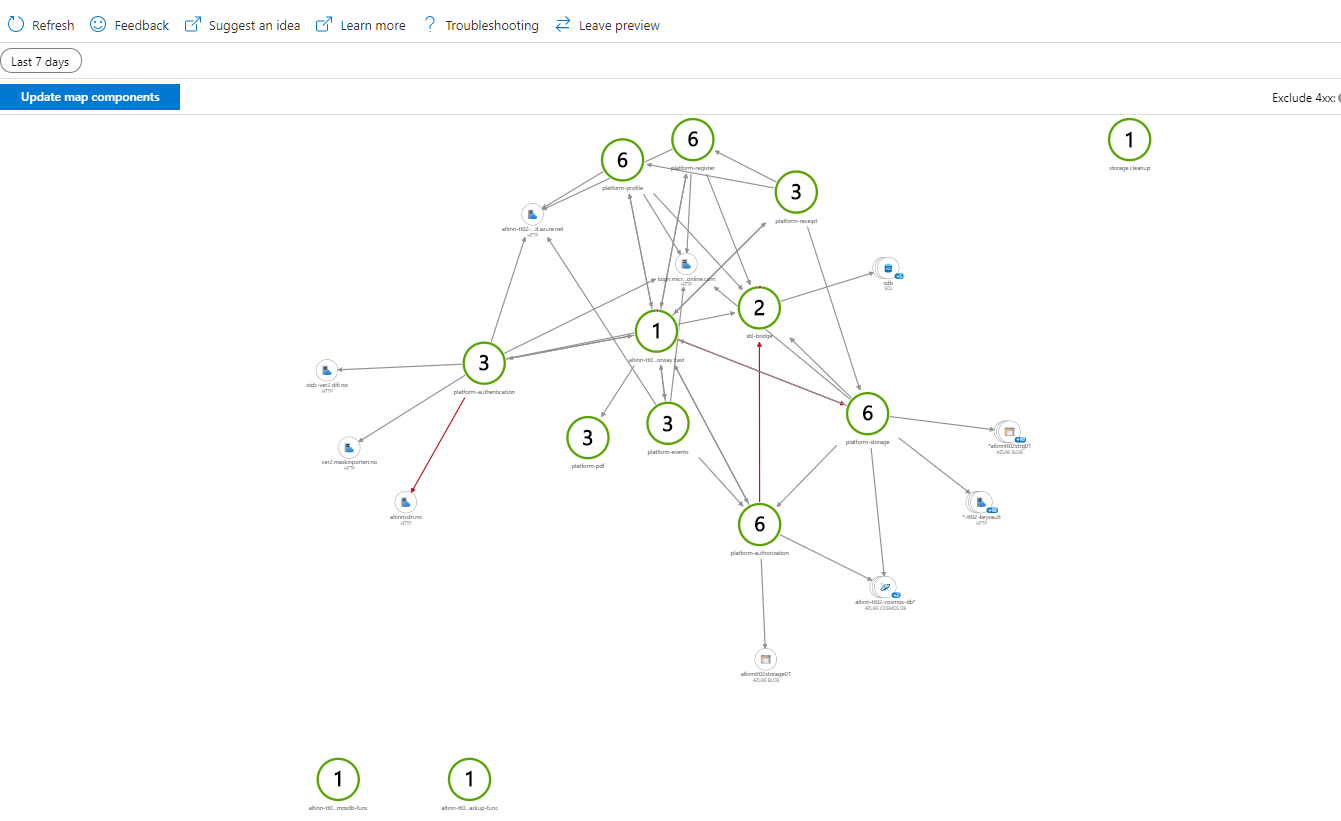 Refresh Feedback Suggest an idea Learn more ? Troubleshooting Leave preview
Last 7 days
Update map components
Exclude 4xx:
6
platform-register
1
storage cleanup
6
platform-profile
3
platform-receipt
altinn-tt02-...lt.azure.net
HTTP
login.micr...online.com
HTTP
sdb
SQL
2
sbl-bridge
1
altinn-tt0...orway East
3
platform-authentication
oidc-ver2.difi.no
HTTP
6
platform-storage
3
platform-pdf
3
platform-events
*altinntt02strg01
AZURE BLOB
ver2.maskinporten.no
HTTP
altinncdn.no
HTTP
*-tt02-keyvault
HTTP
6
platform-authorization
altinn-tt02-cosmos-db*
AZURE COSMOS DB
altinntt02storage01
AZURE BLOB
1
altinn-tt0...mosdb-func
1
altinn-tt0...ackup-func